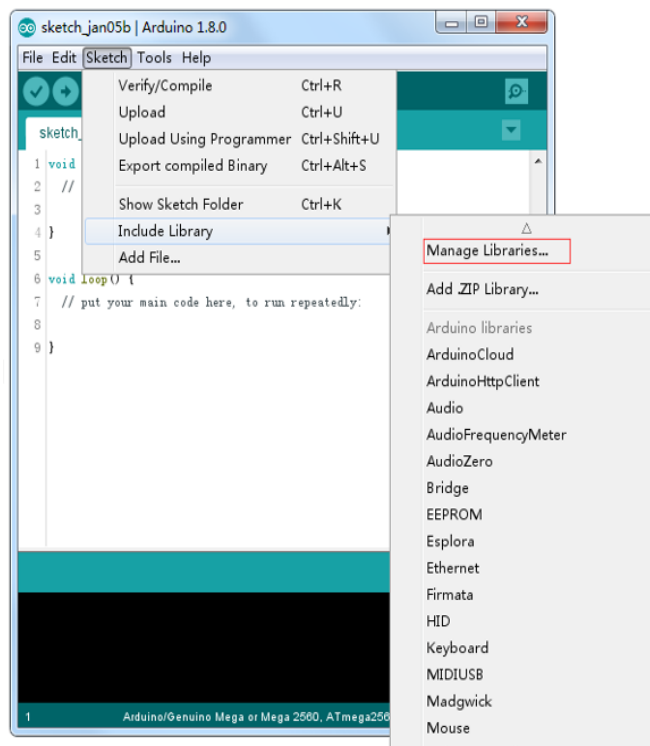 sketch_jan05b | Arduino 1.8.0
File Edit Sketch Tools Help
Verify/Compile Ctrl+R
Upload Ctrl+U
Upload Using Programmer Ctrl+Shift+U
Export compiled Binary Ctrl+Alt+S
Show Sketch Folder Ctrl+K
Include Library
Add File...
sketch_
1 void
2 //
3
4 }
5
6 void loop() {
7 // put your main code here, to run repeatedly:
8
9 }
Manage Libraries...
Add .ZIP Library...
Arduino libraries
ArduinoCloud
ArduinoHttpClient
Audio
AudioFrequencyMeter
AudioZero
Bridge
EEPROM
Esplora
Ethernet
Firmata
HID
Keyboard
MIDIUSB
Madgwick
Mouse
1 Arduino/Genuino Mega or Mega 2560, ATmega256